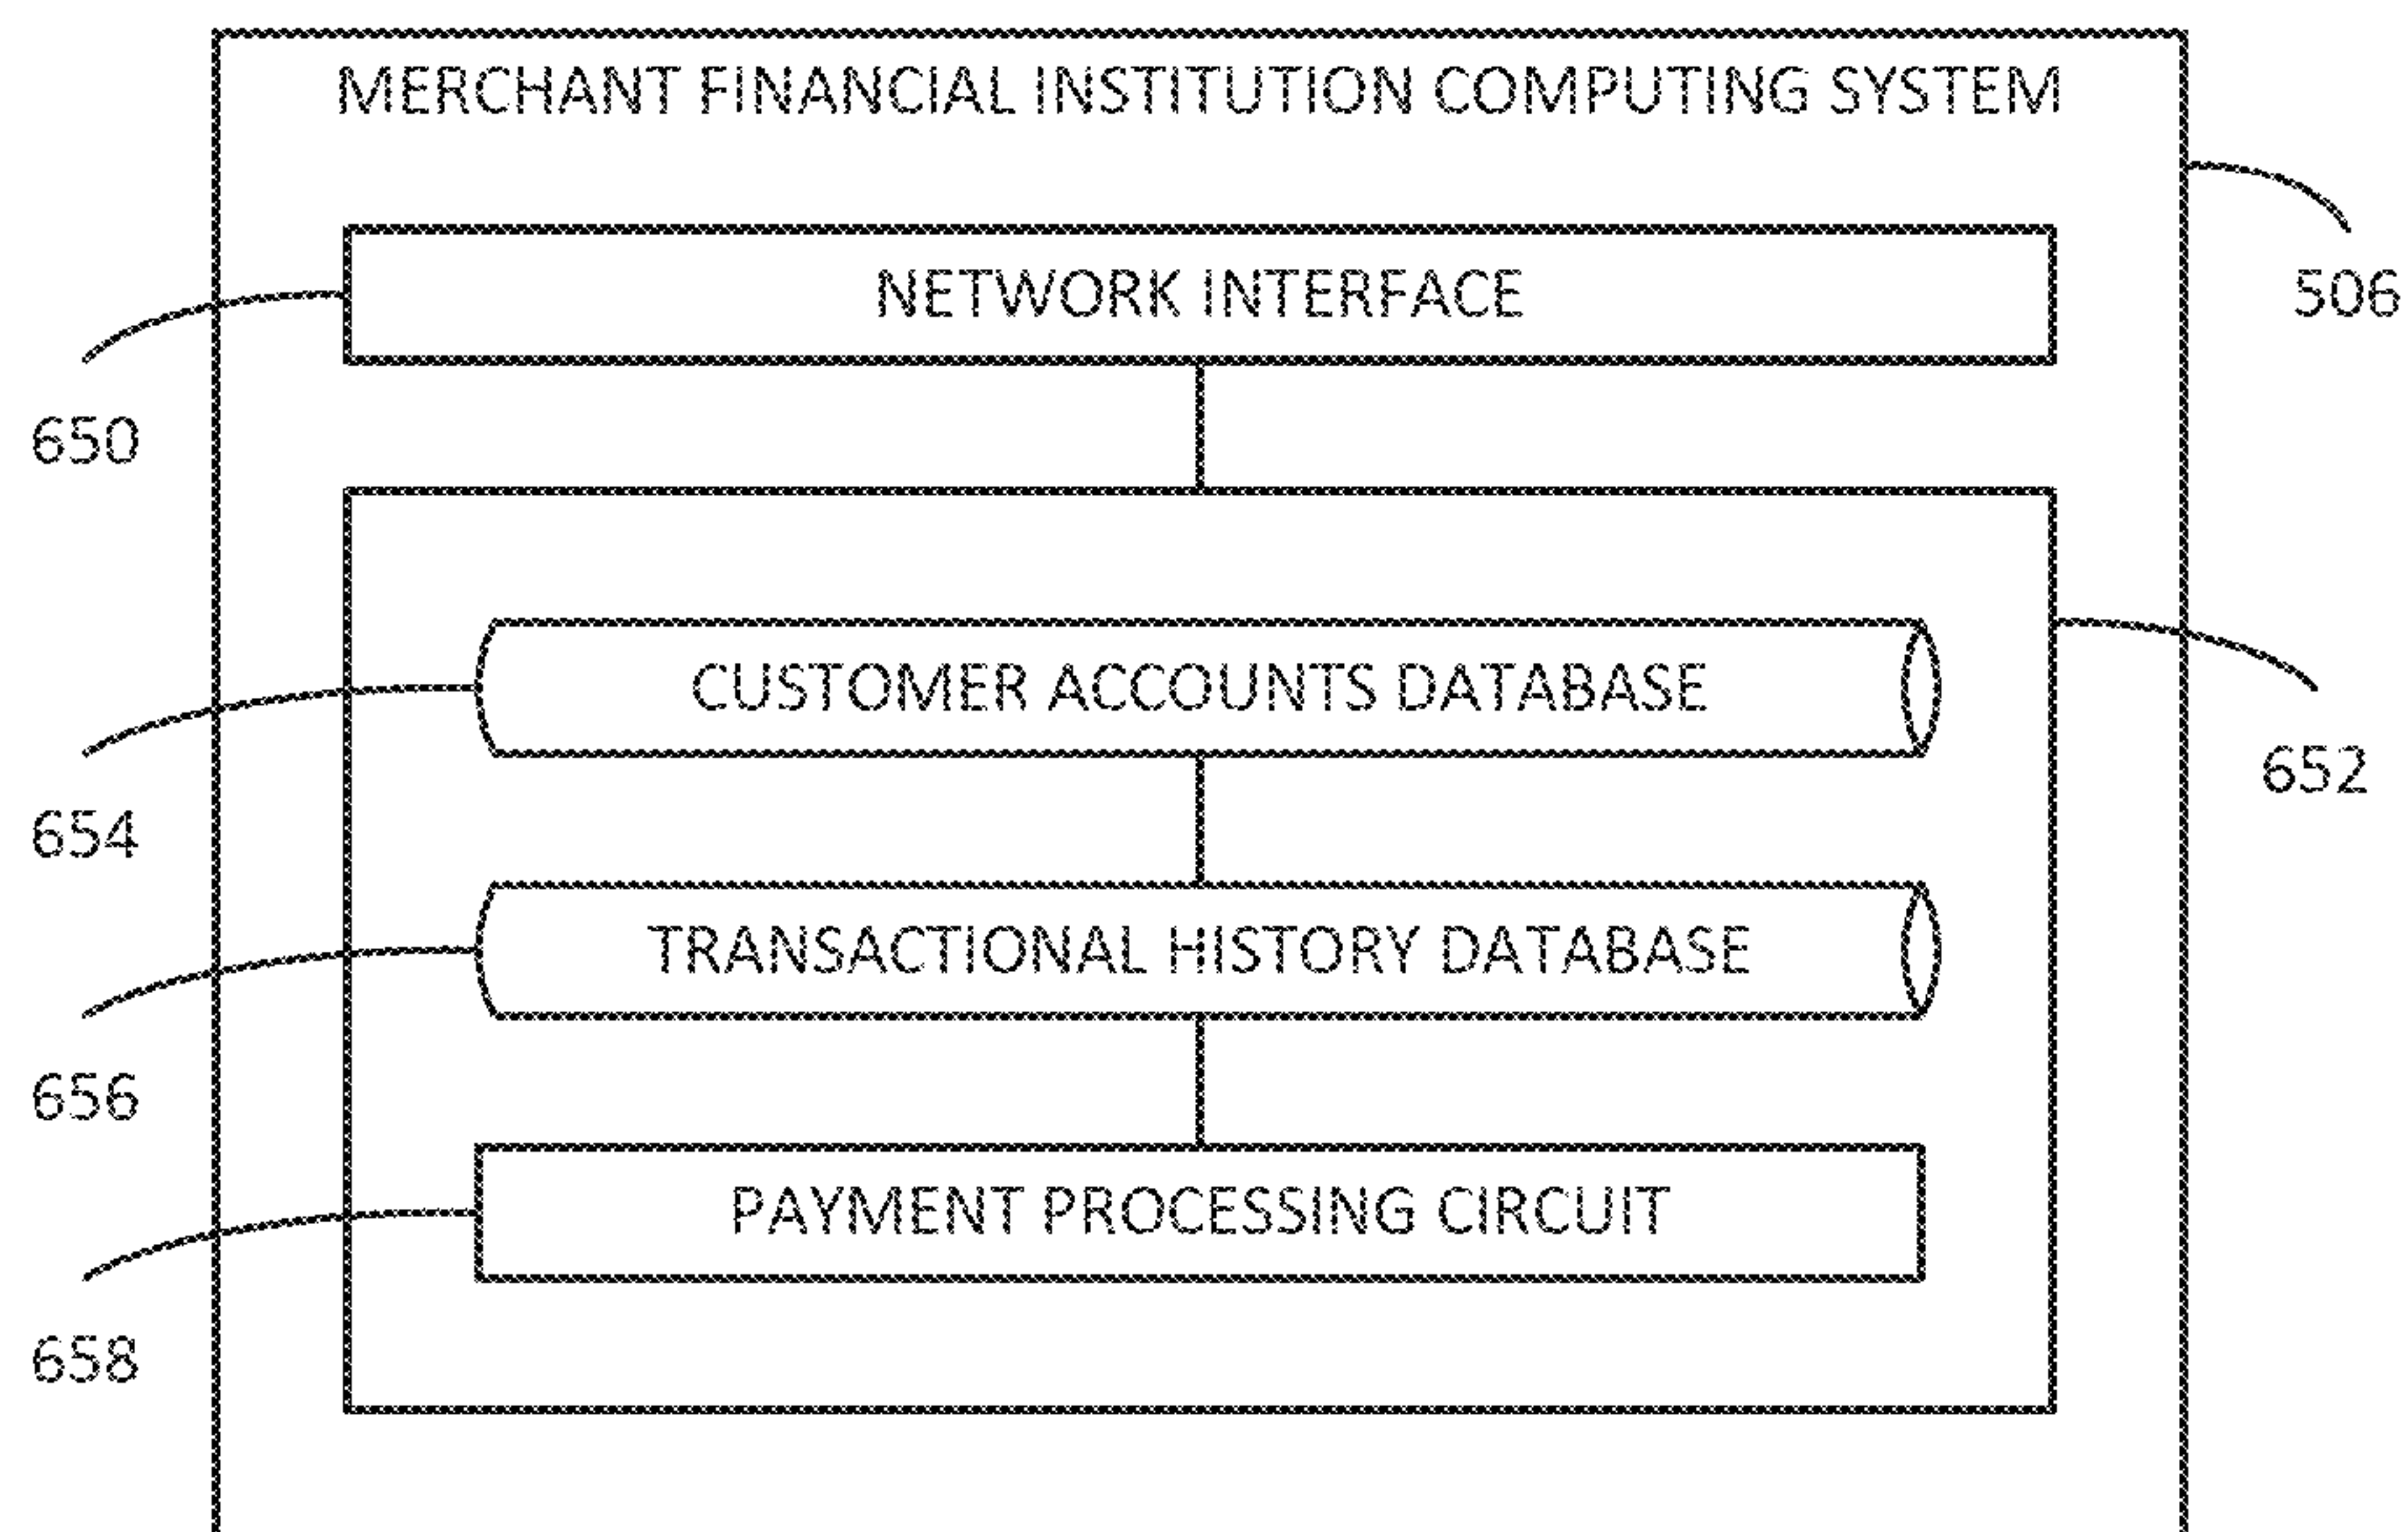 MERCHANT FINANCIAL INSTITUTION COMPUTING SYSTEM
NETWORK INTERFACE
506
650
CUSTOMER ACCOUNTS DATABASE
652
654
TRANSACTIONAL HISTORY DATABASE
656
PAYMENT PROCESSING CIRCUIT
658